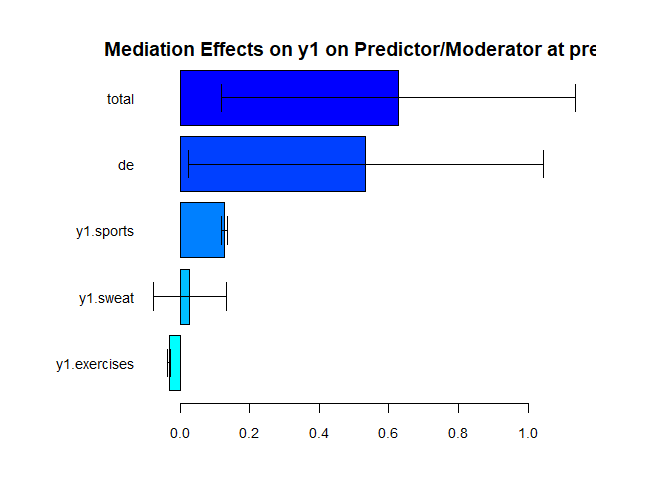 Mediation Effects on y1 on Predictor/Moderator at pre
total
de
y1.sports
y1.sweat
y1.exercises
0.0 0.2 0.4 0.6 0.8 1.0